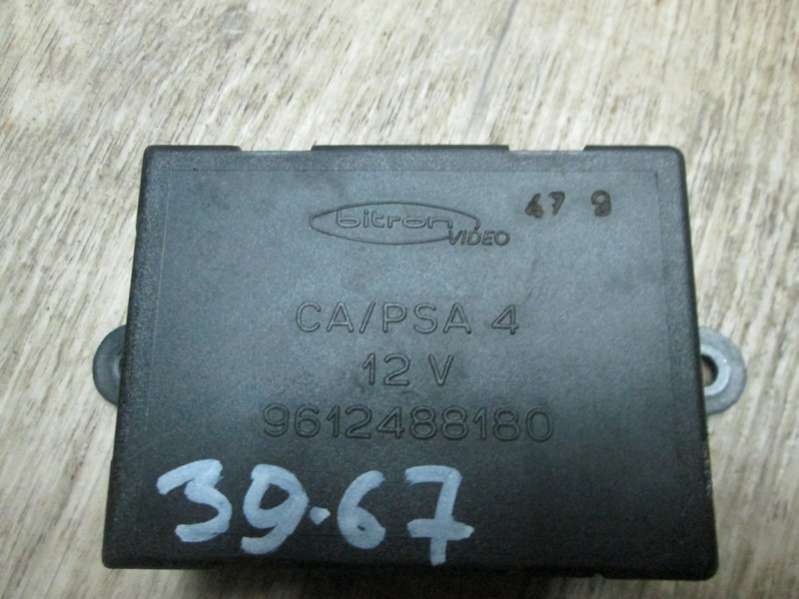 bitron VIDEO 47 9
CA/PSA 4
12 V
9612488180
39.67